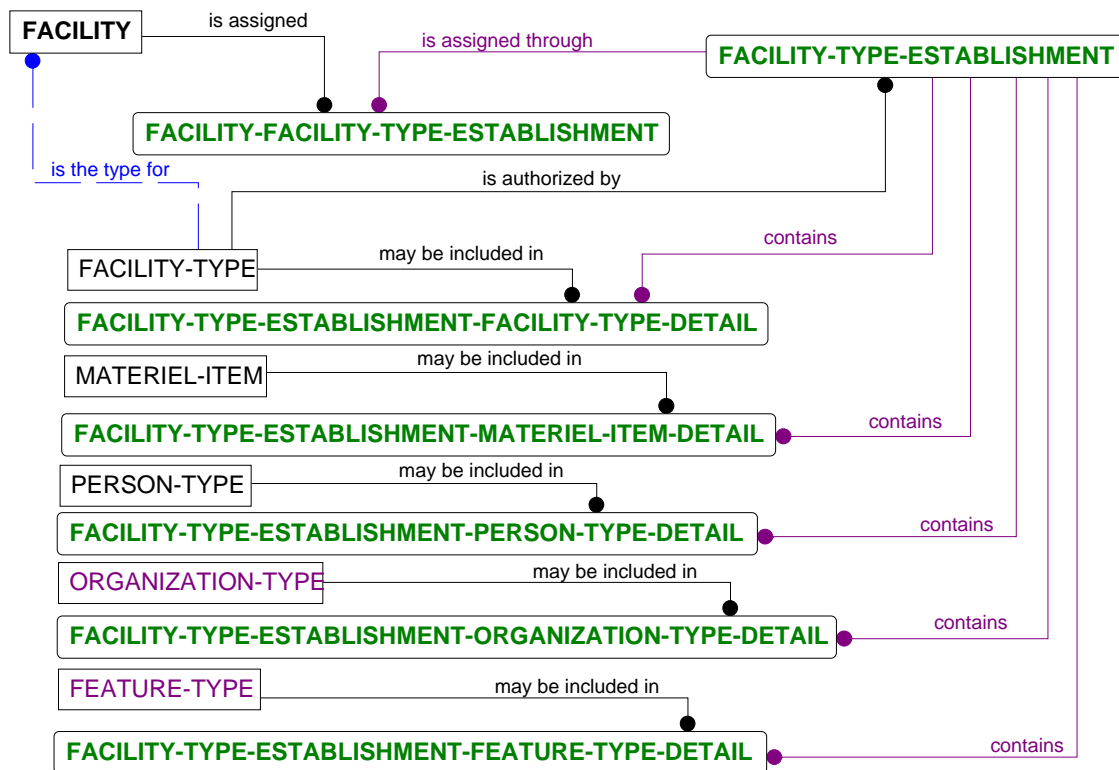 FACILITY
is assigned
is assigned through
FACILITY-TYPE-ESTABLISHMENT
FACILITY-FACILITY-TYPE-ESTABLISHMENT
is the type for
is authorized by
FACILITY-TYPE
may be included in
contains
FACILITY-TYPE-ESTABLISHMENT-FACILITY-TYPE-DETAIL
MATERIEL-ITEM
may be included in
FACILITY-TYPE-ESTABLISHMENT-MATERIEL-ITEM-DETAIL
contains
PERSON-TYPE
may be included in
FACILITY-TYPE-ESTABLISHMENT-PERSON-TYPE-DETAIL
contains
ORGANIZATION-TYPE
may be included in
FACILITY-TYPE-ESTABLISHMENT-ORGANIZATION-TYPE-DETAIL
contains
FEATURE-TYPE
may be included in
FACILITY-TYPE-ESTABLISHMENT-FEATURE-TYPE-DETAIL
contains